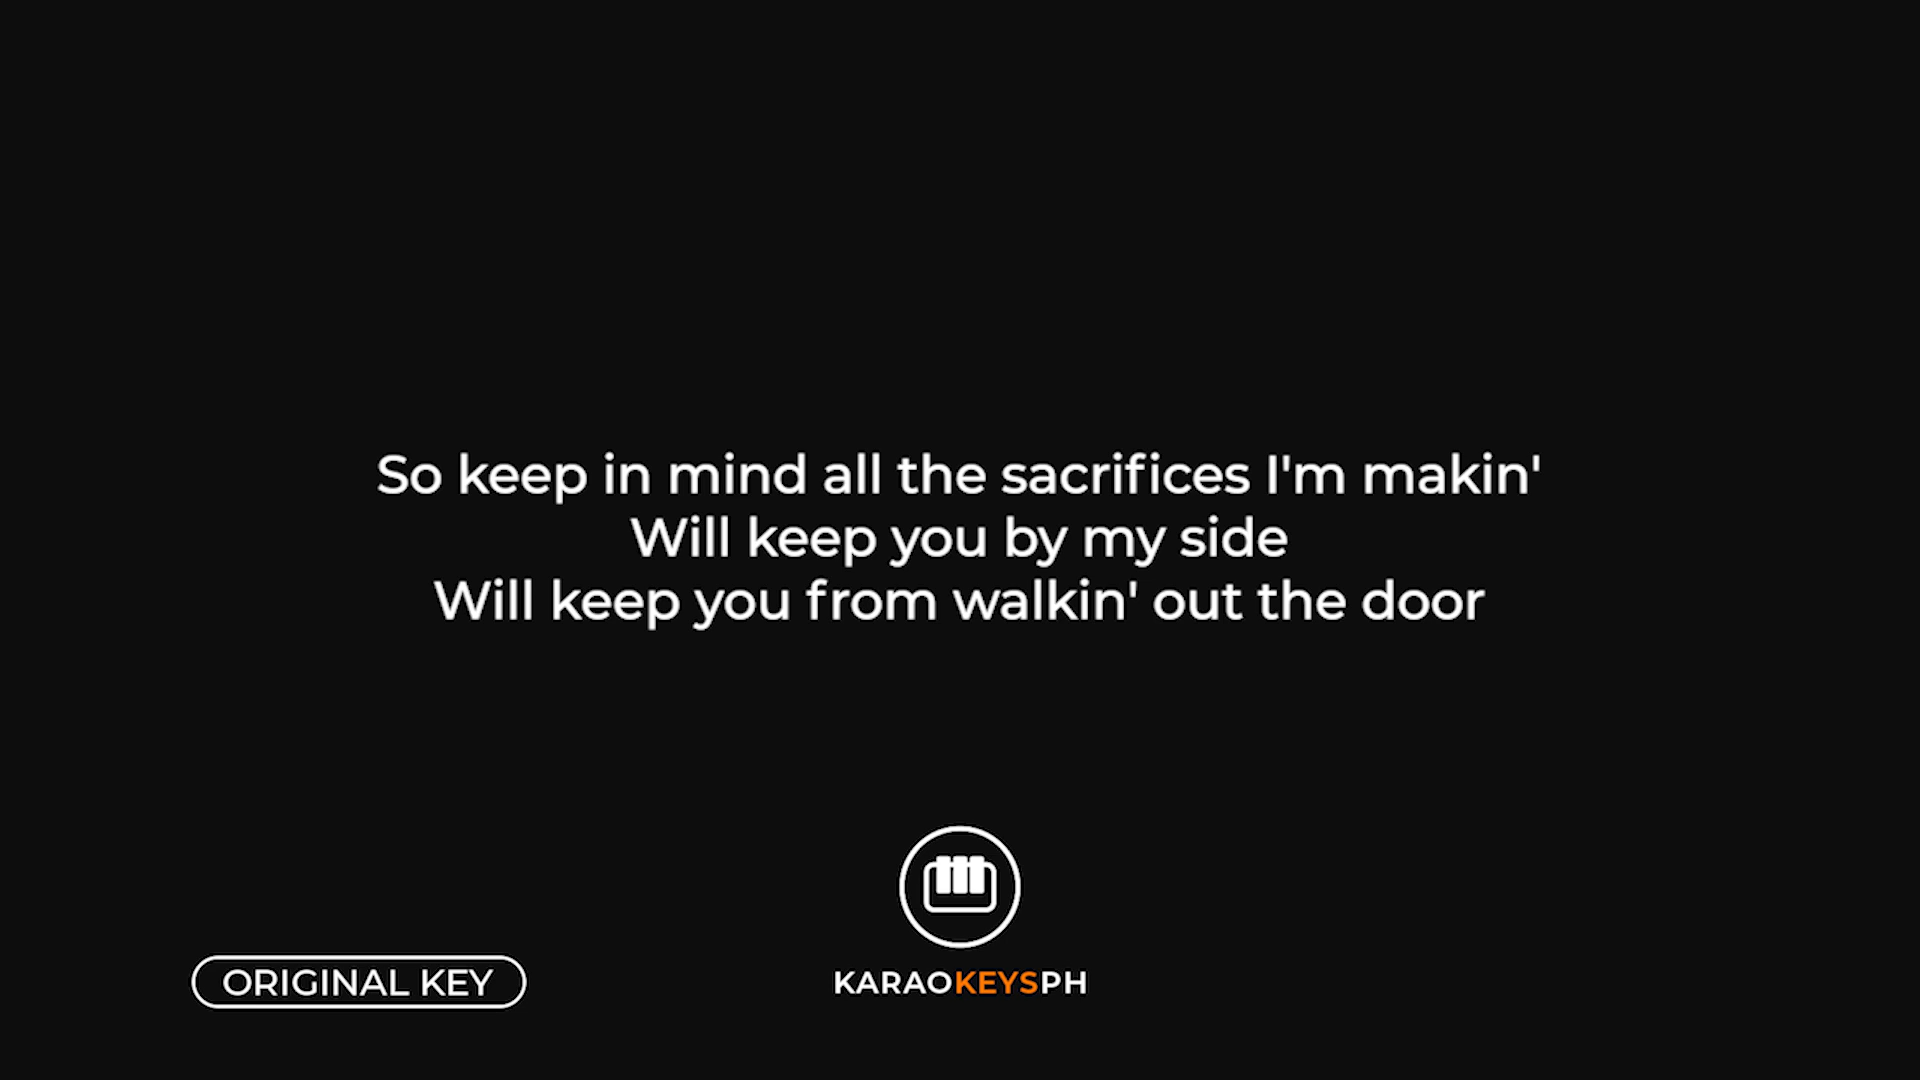 So keep in mind all the sacrifices I'm makin'
Will keep you by my side
Will keep you from walkin' out the door
ORIGINAL KEY
KARAOKEYSPH